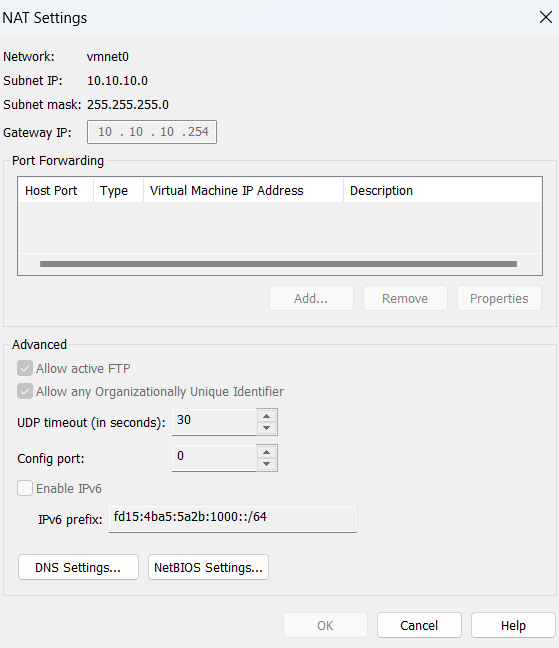 NAT Settings
Network: vmnet0
Subnet IP: 10.10.10.0
Subnet mask: 255.255.255.0
Gateway IP: 10 . 10 . 10 .254
Port Forwarding
Host Port Type Virtual Machine IP Address Description
Add... Remove Properties
Advanced
Allow active FTP
Allow any Organizationally Unique Identifier
UDP timeout (in seconds): 30
Config port: 0
Enable IPv6
IPv6 prefix: fd15:4ba5:5a2b:1000::/64
DNS Settings... NetBIOS Settings...
OK Cancel Help